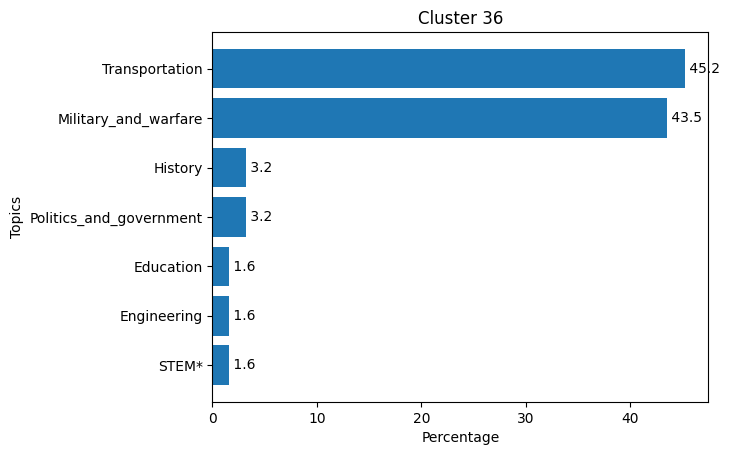 Cluster 36
Topics
Transportation 45.2
Military_and_warfare 43.5
History 3.2
Politics_and_government 3.2
Education 1.6
Engineering 1.6
STEM* 1.6
0 10 20 30 40
Percentage